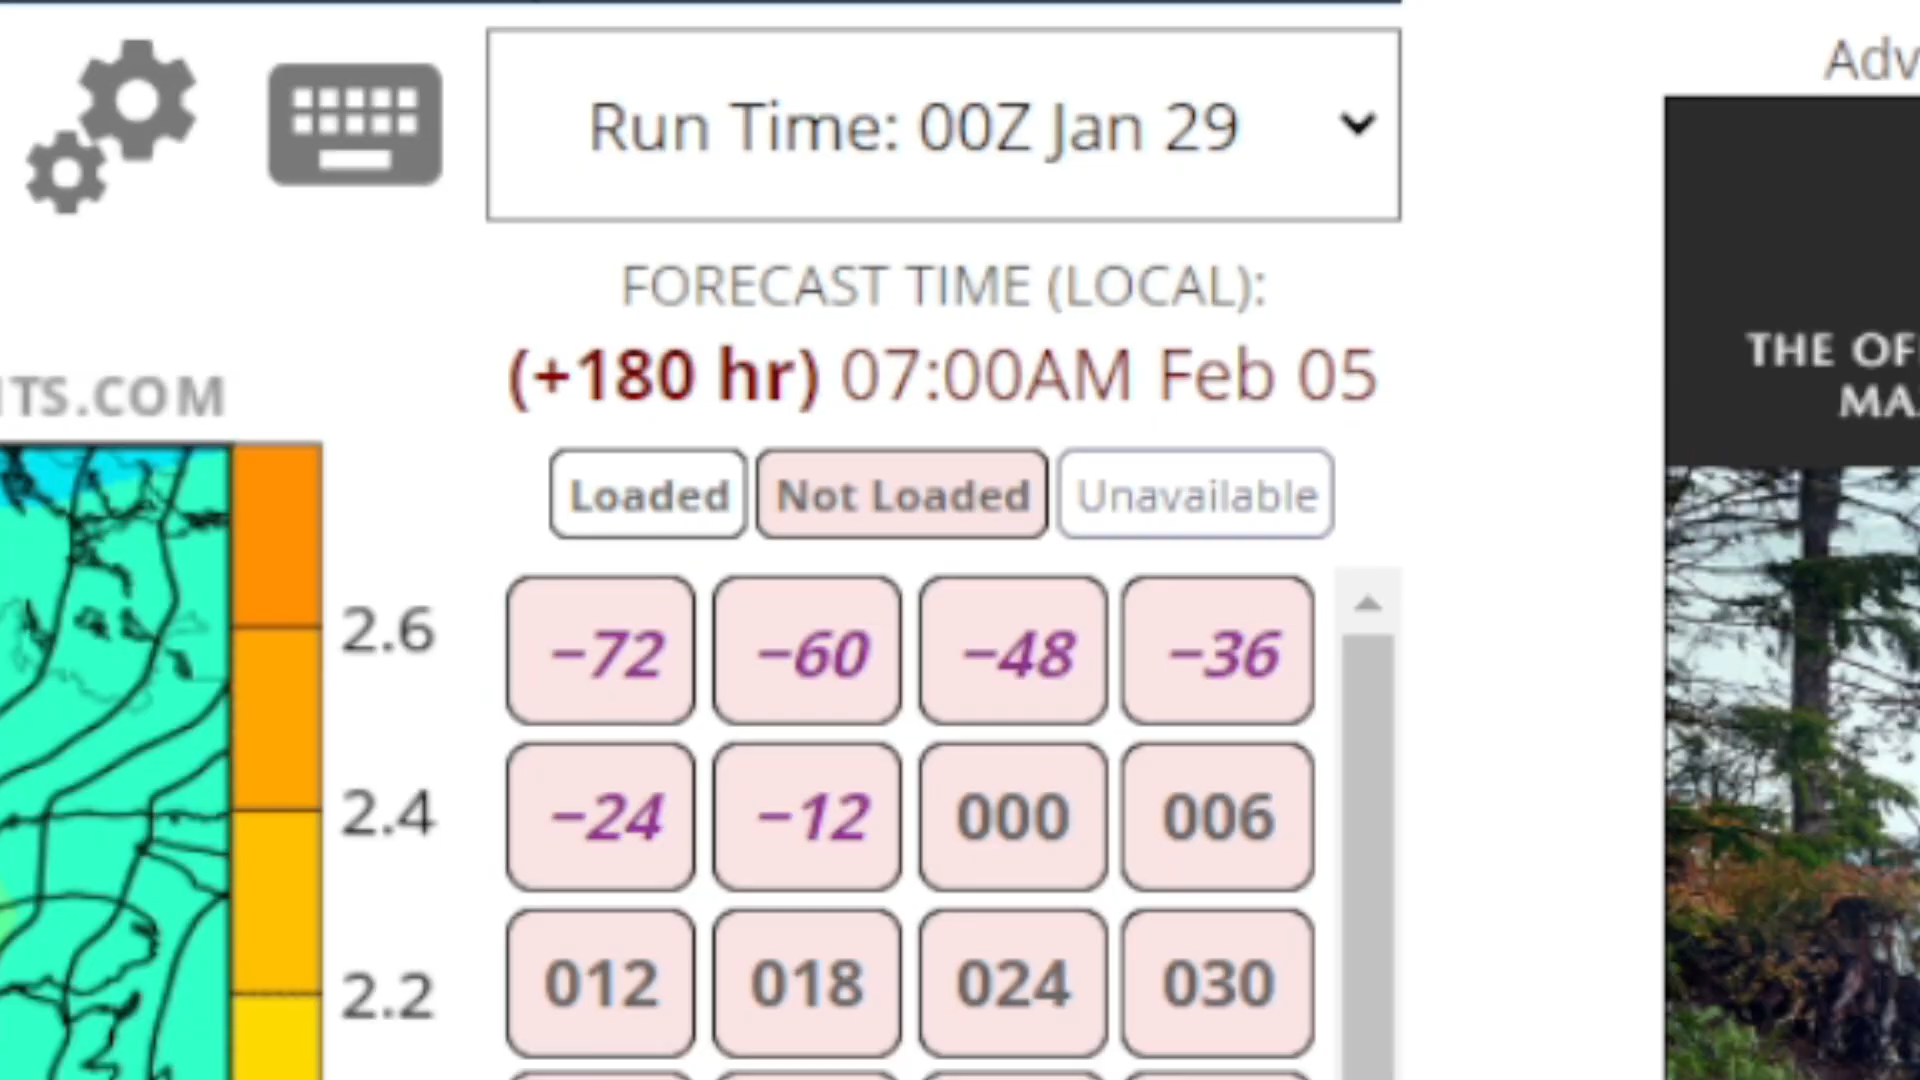 Adv
Run Time: 00Z Jan 29
FORECAST TIME (LOCAL):
(+180 hr) 07:00AM Feb 05
THE OF
MA
TS.COM
Loaded
Not Loaded
Unavailable
2.6
2.4
2.2
−72 −60 −48 −36
−24 −12 000 006
012 018 024 030